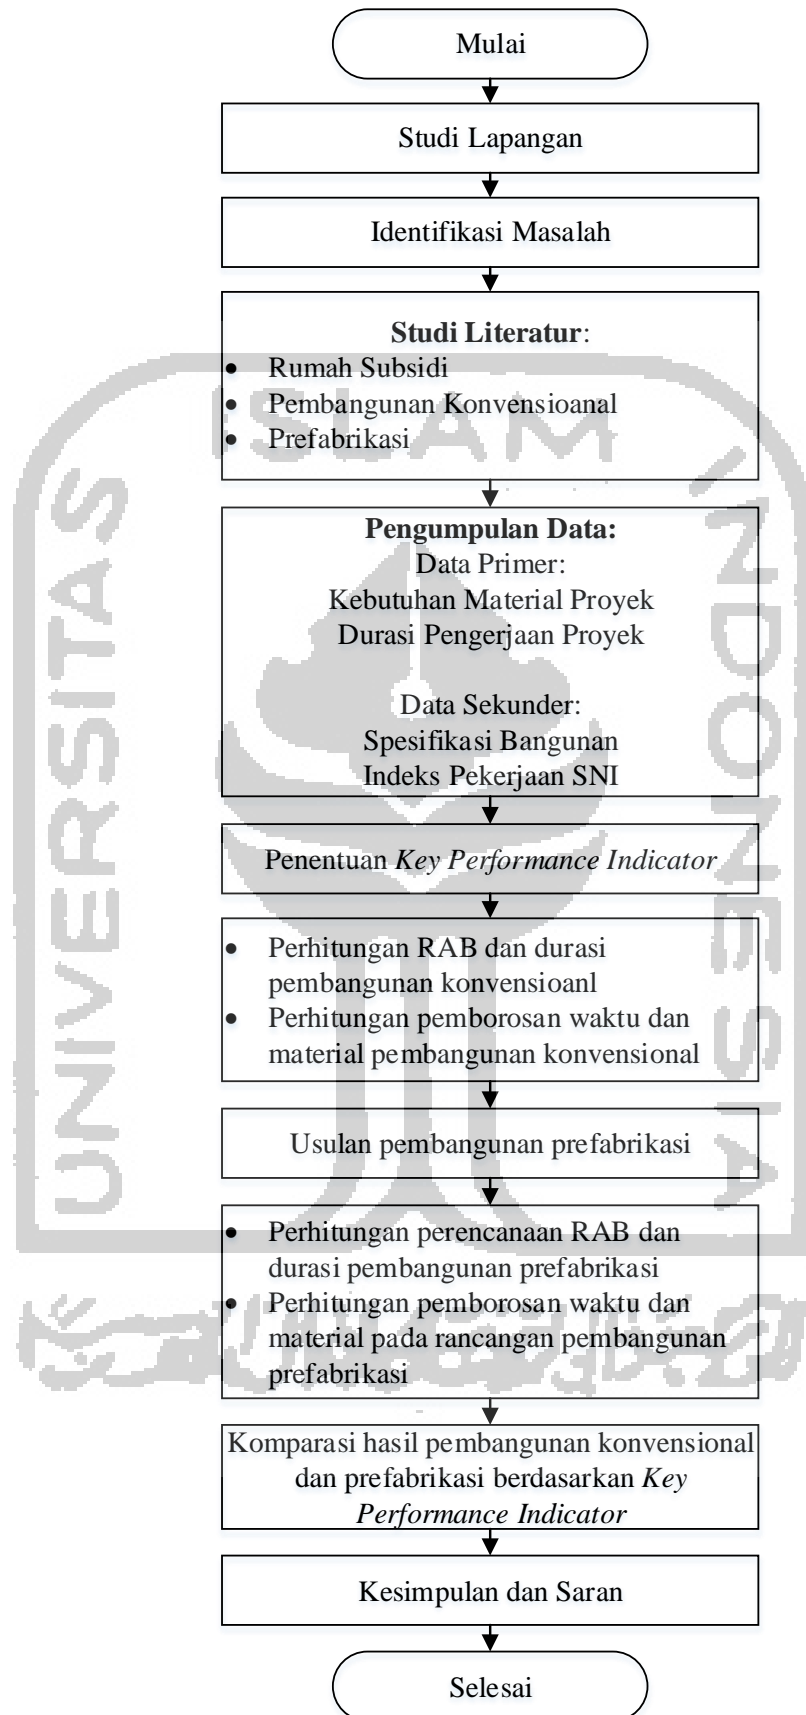 Mulai
Studi Lapangan
Identifikasi Masalah
Studi Literatur:
• Rumah Subsidi
• Pembangunan Konvensioanal
• Prefabrikasi
Pengumpulan Data:
Data Primer:
Kebutuhan Material Proyek
Durasi Pengerjaan Proyek
Data Sekunder:
Spesifikasi Bangunan
Indeks Pekerjaan SNI
Penentuan Key Performance Indicator
• Perhitungan RAB dan durasi
pembangunan konvensioanl
• Perhitungan pemborosan waktu dan
material pembangunan konvensional
Usulan pembangunan prefabrikasi
• Perhitungan perencanaan RAB dan
durasi pembangunan prefabrikasi
• Perhitungan pemborosan waktu dan
material pada rancangan pembangunan
prefabrikasi
Komparasi hasil pembangunan konvensional
dan prefabrikasi berdasarkan Key
Performance Indicator
Kesimpulan dan Saran
Selesai
UNIVERSITAS
ISLAM
INDONESIA